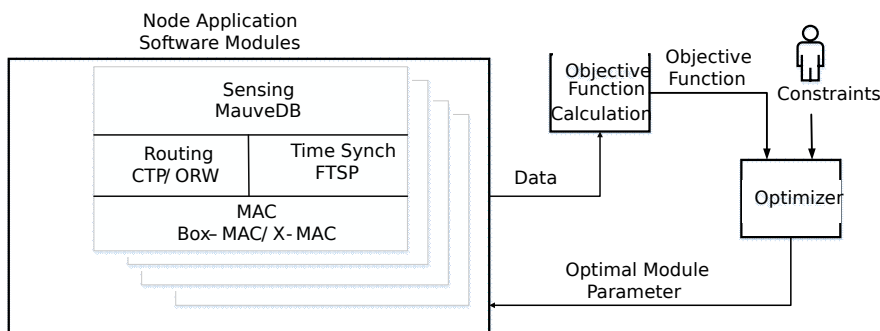 Node Application
Software Modules
Sensing
MauveDB
Routing
CTP/ ORW
Time Synch
FTSP
MAC
Box– MAC/ X- MAC
Data
Objective
Function
Calculation
Objective
Function
Constraints
Optimizer
Optimal Module
Parameter